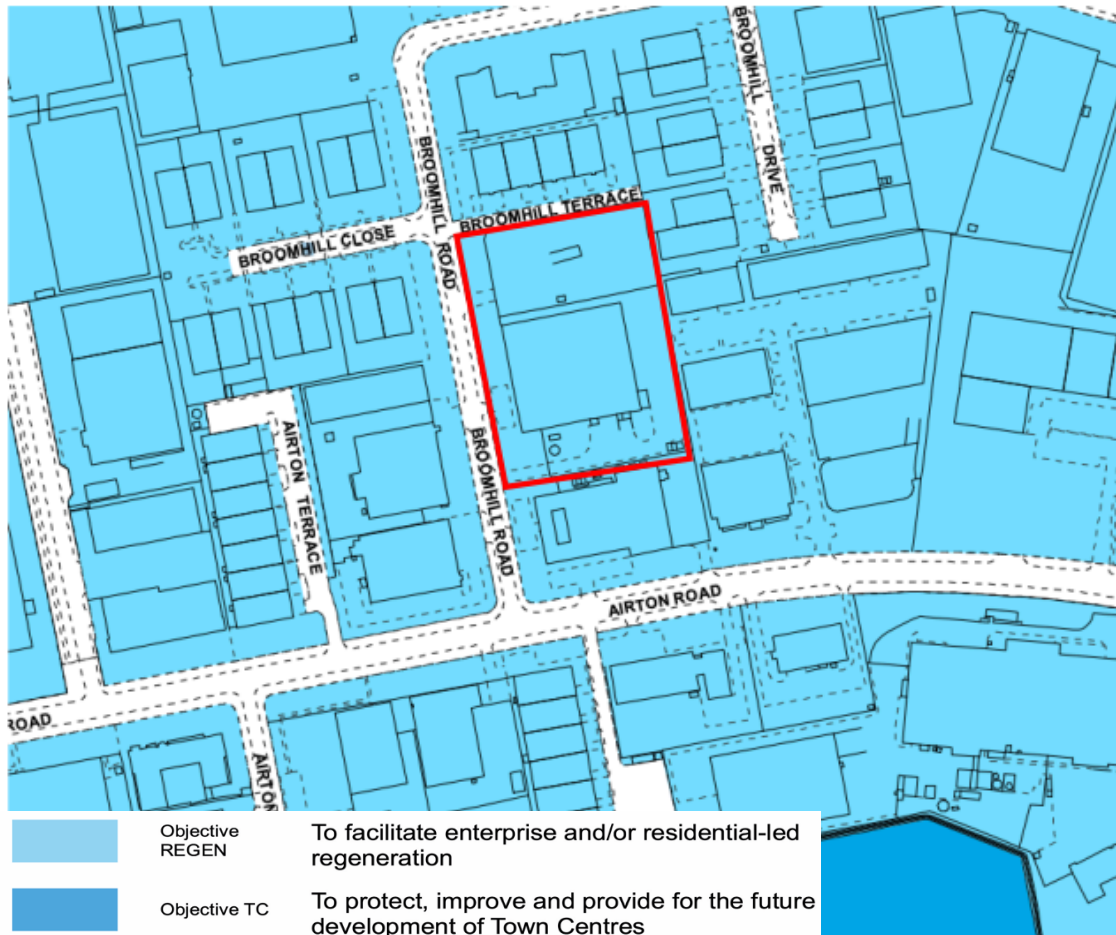 BROOMHILL
DRIVE
BROOMHILL ROAD
BROOMHILL TERRACE
BROOMHILL CLOSE
AIRTON TERRACE
BROOMHILL ROAD
AIRTON ROAD
ROAD
AIRTON
Objective
REGEN
To facilitate enterprise and/or residential-led
regeneration
Objective TC
To protect, improve and provide for the future
development of Town Centres